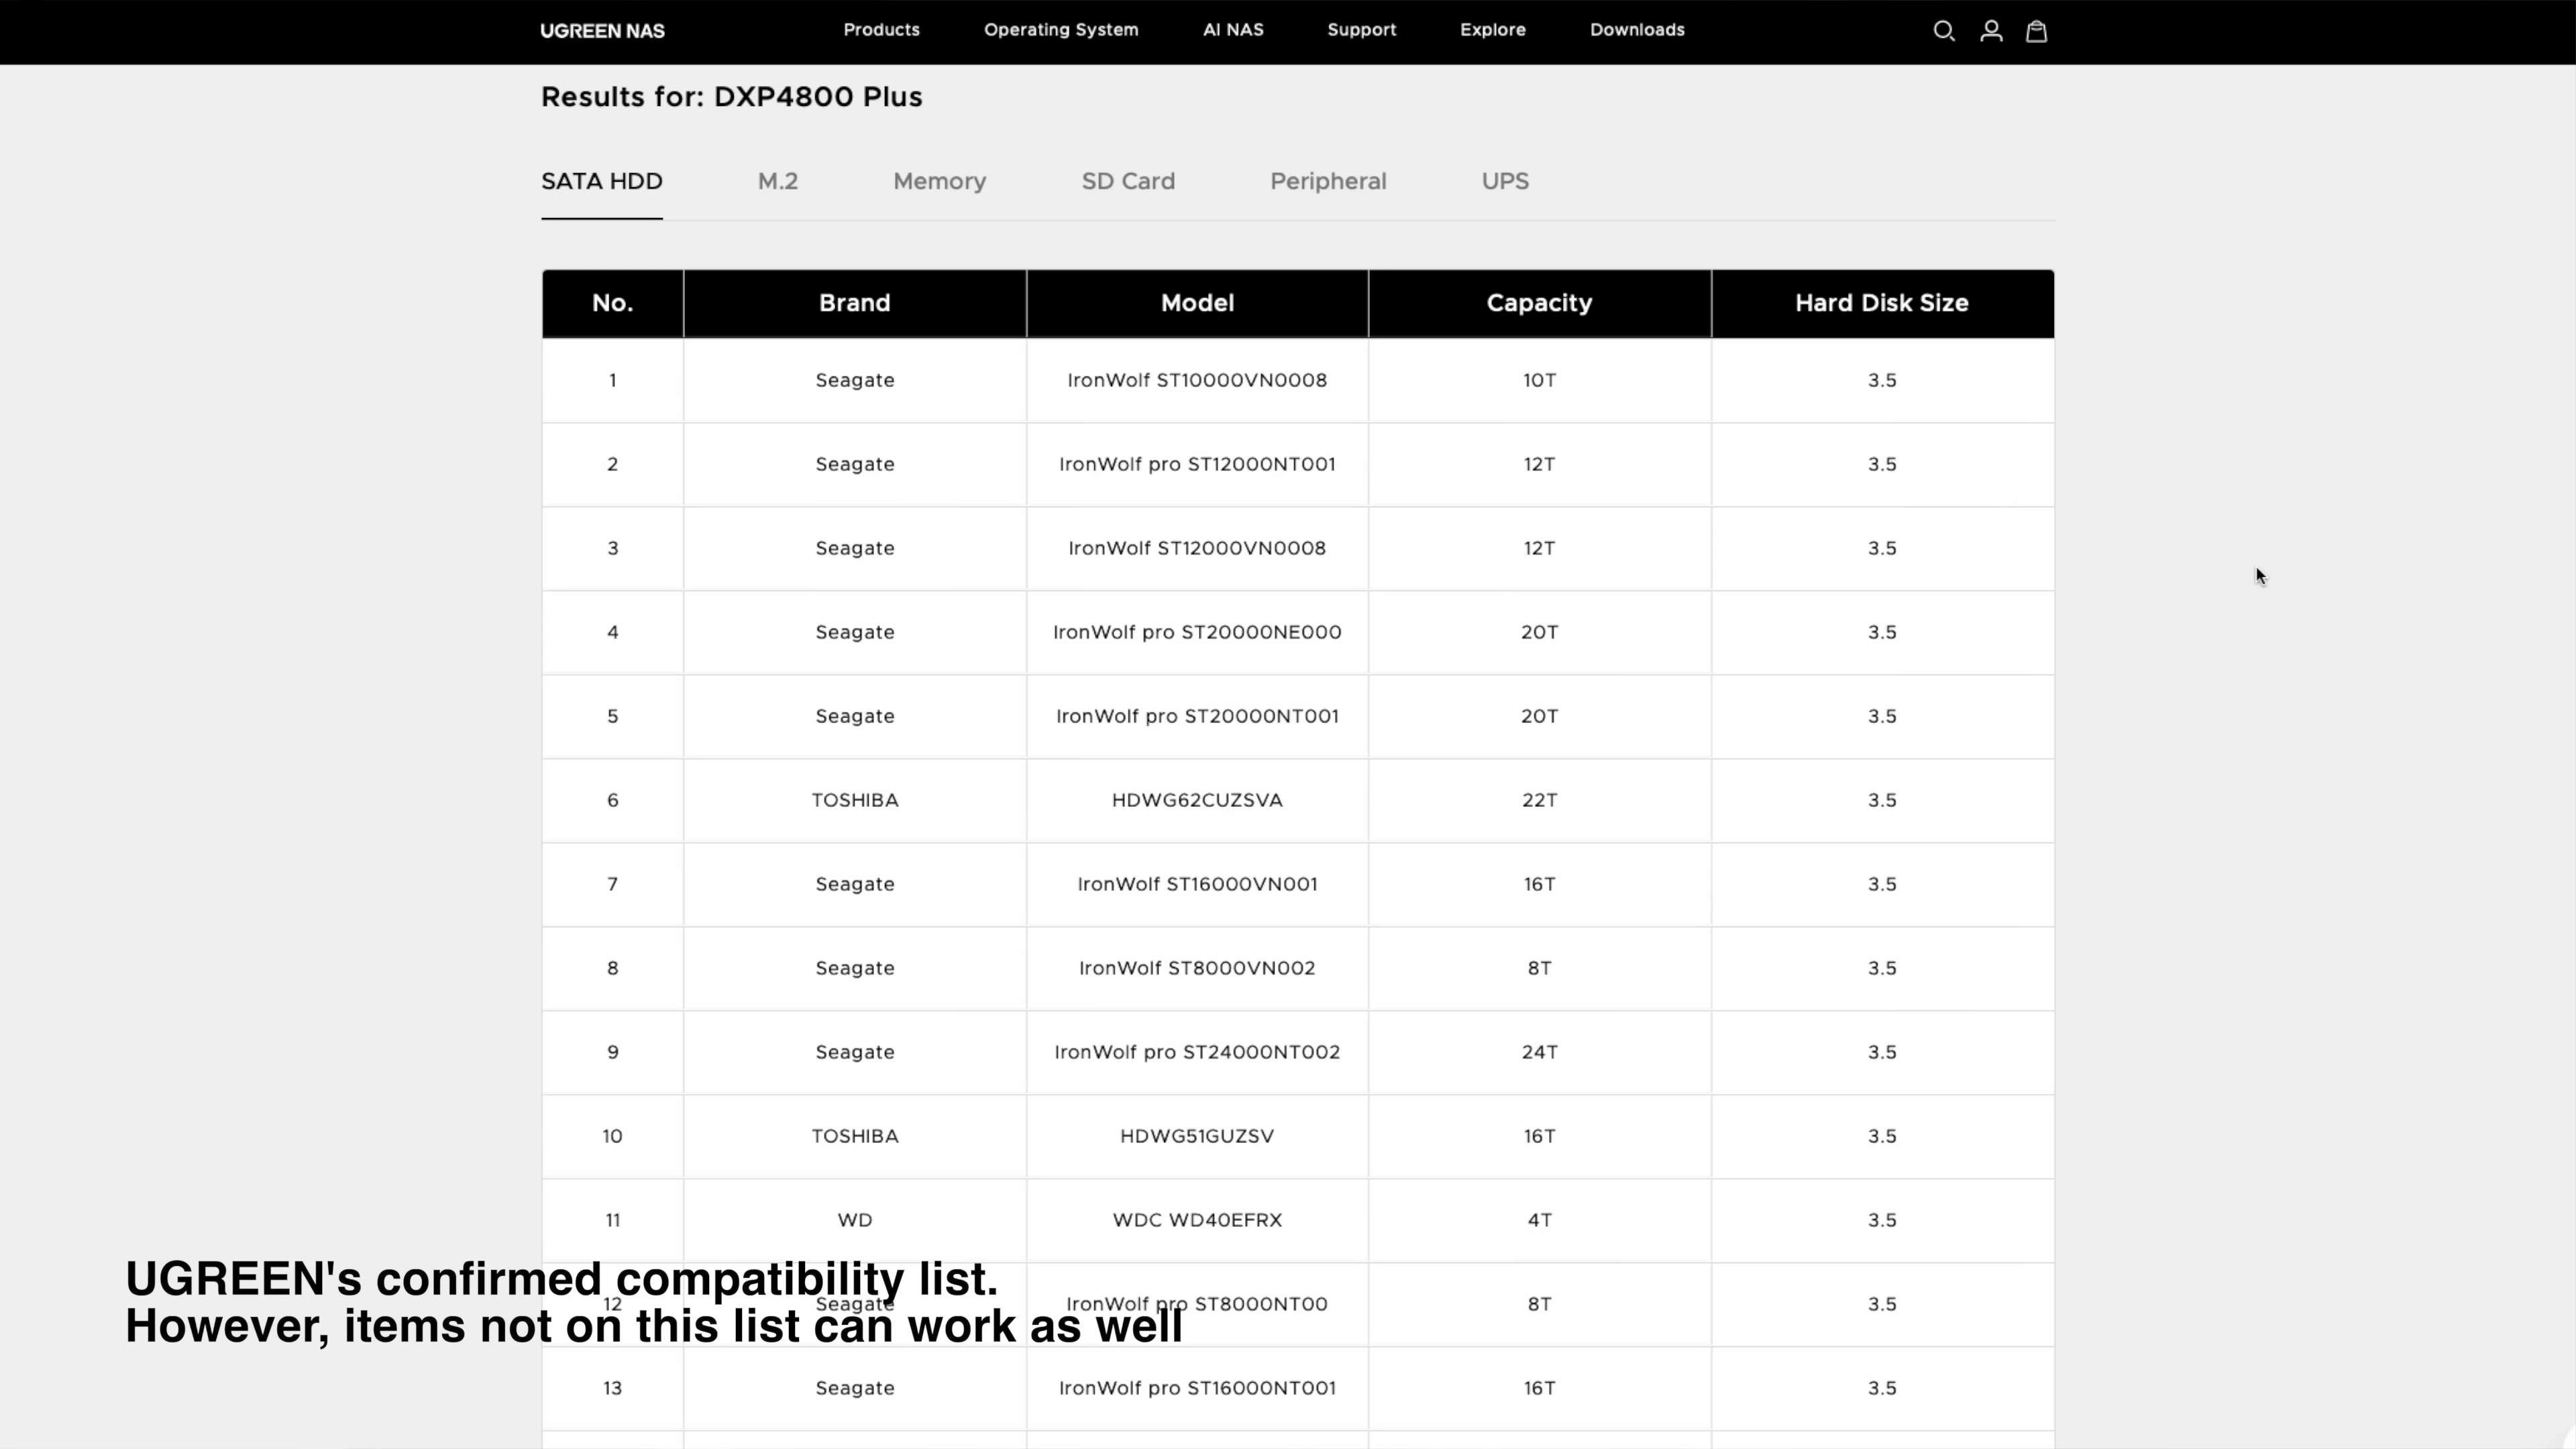 UGREEN NAS Products Operating System AI NAS Support Explore Downloads
Results for: DXP4800 Plus
SATA HDD M.2 Memory SD Card Peripheral UPS
No. Brand Model Capacity Hard Disk Size
1 Seagate IronWolf ST10000VN0008 10T 3.5
2 Seagate IronWolf pro ST12000NT001 12T 3.5
3 Seagate IronWolf ST12000VN0008 12T 3.5
4 Seagate IronWolf pro ST20000NE000 20T 3.5
5 Seagate IronWolf pro ST20000NT001 20T 3.5
6 TOSHIBA HDWG62CUZSVA 22T 3.5
7 Seagate IronWolf ST16000VN001 16T 3.5
8 Seagate IronWolf ST8000VN002 8T 3.5
9 Seagate IronWolf pro ST24000NT002 24T 3.5
10 TOSHIBA HDWG51GUZSV 16T 3.5
11 WD WDC WD40EFRX 4T 3.5
UGREEN's confirmed compatibility list.
12 Seagate IronWolf pro ST8000NT00 8T 3.5
However, items not on this list can work as well
13 Seagate IronWolf pro ST16000NT001 16T 3.5